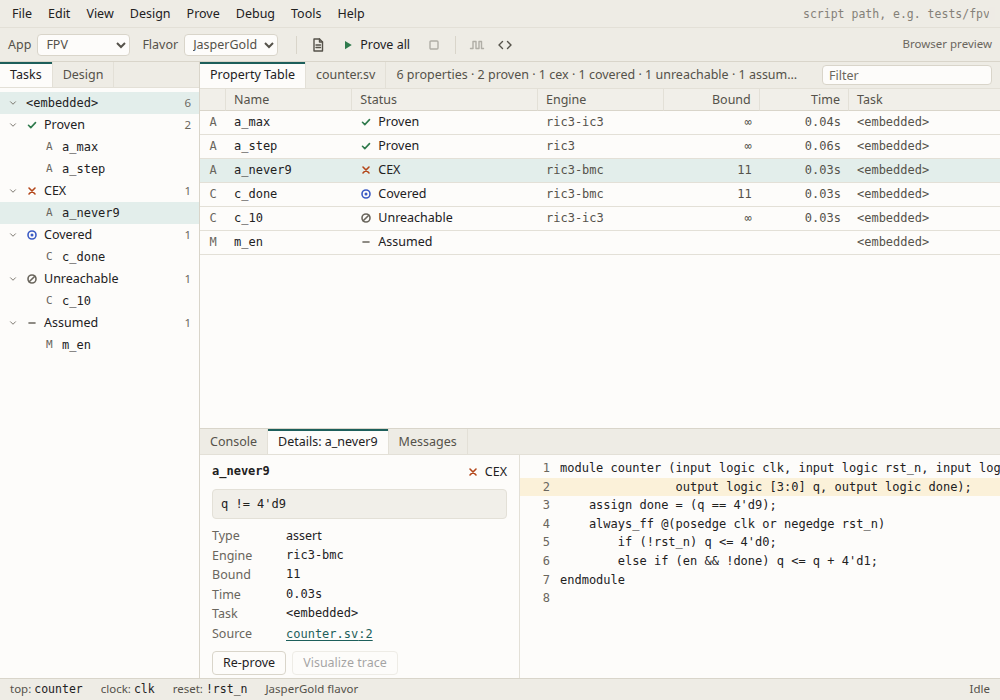 File Edit View Design Prove Debug Tools Help script path, e.g. tests/fpv
App FPV Flavor JasperGold Prove all Browser preview
Tasks Design
<embedded> 6
Proven 2
A a_max
A a_step
CEX 1
A a_never9
Covered 1
C c_done
Unreachable 1
C c_10
Assumed 1
M m_en
Property Table counter.sv 6 properties · 2 proven · 1 cex · 1 covered · 1 unreachable · 1 assum... Filter
Name Status Engine Bound Time Task
A a_max Proven ric3-ic3 ∞ 0.04s <embedded>
A a_step Proven ric3 ∞ 0.06s <embedded>
A a_never9 CEX ric3-bmc 11 0.03s <embedded>
C c_done Covered ric3-bmc 11 0.03s <embedded>
C c_10 Unreachable ric3-ic3 ∞ 0.03s <embedded>
M m_en Assumed <embedded>
Console Details: a_never9 Messages
a_never9 CEX
q != 4'd9
Type assert
Engine ric3-bmc
Bound 11
Time 0.03s
Task <embedded>
Source counter.sv:2
Re-prove Visualize trace
1 module counter (input logic clk, input logic rst_n, input log
2 output logic [3:0] q, output logic done);
3 assign done = (q == 4'd9);
4 always_ff @(posedge clk or negedge rst_n)
5 if (!rst_n) q <= 4'd0;
6 else if (en && !done) q <= q + 4'd1;
7 endmodule
8
top: counter clock: clk reset: !rst_n JasperGold flavor Idle